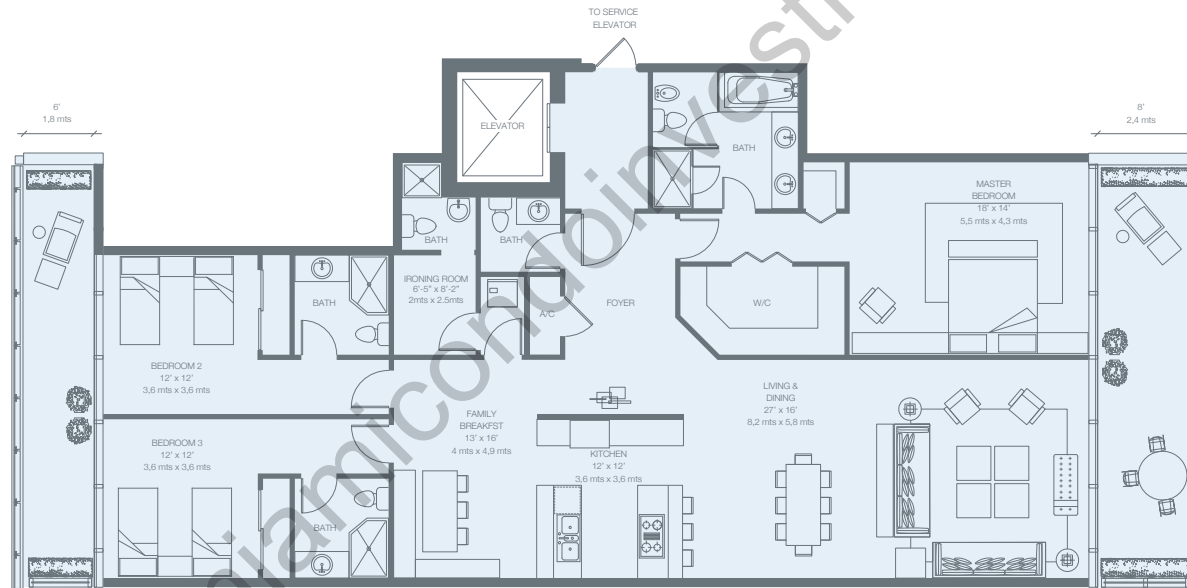 TO SERVICE
ELEVATOR
6'
1,8 mts
8'
2,4 mts
ELEVATOR
BATH
MASTER
BEDROOM
18' x 14'
5,5 mts x 4,3 mts
BATH
BATH
IRONING ROOM
6'-5" x 8'-2"
2mts x 2.5mts
BATH
A/C
FOYER
W/C
BEDROOM 2
12' x 12'
3,6 mts x 3,6 mts
LIVING &
DINING
27' x 16'
8,2 mts x 5,8 mts
FAMILY
BREAKFST
13' x 16'
4 mts x 4,9 mts
BEDROOM 3
12' x 12'
3,6 mts x 3,6 mts
KITCHEN
12' x 12'
3,6 mts x 3,6 mts
BATH
miamicondoinvestm